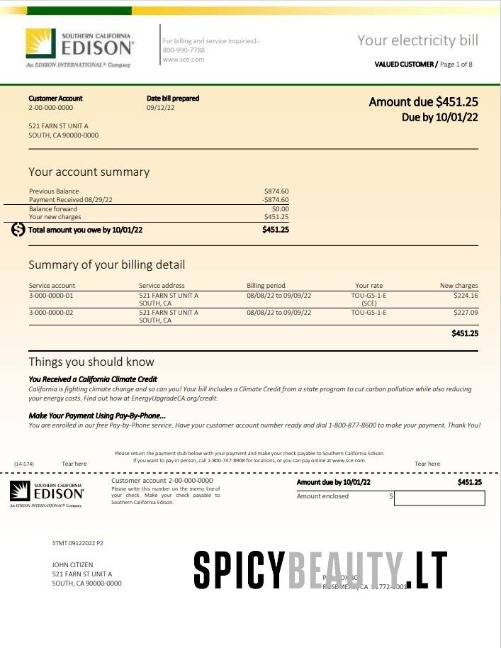 SOUTHERN CALIFORNIA
EDISON
An EDISON INTERNATIONAL® Company
For billing and service inquiries1-
800-990-7788
www.sce.com
Your electricity bill
VALUED CUSTOMER / Page 1 of 8
Customer Account
2-00-000-0000
Date bill prepared
09/12/22
Amount due $451.25
Due by 10/01/22
521 FARN ST UNIT A
SOUTH, CA 90000-0000
Your account summary
Previous Balance $874.60
Payment Received 08/29/22 -$874.60
Balance forward $0.00
Your new charges $451.25
Total amount you owe by 10/01/22 $451.25
Summary of your billing detail
Service account Service address Billing period Your rate New charges
3-000-0000-01 521 FARN ST UNIT A 08/08/22 to 09/09/22 TOU-GS-1-E $224.16
SOUTH, CA (SCE)
3-000-0000-02 521 FARN ST UNIT A 08/08/22 to 09/09/22 TOU-GS-1-E $227.09
SOUTH, CA
$451.25
Things you should know
You Received a California Climate Credit
California is fighting climate change and so can you! Your bill includes a Climate Credit from a state program to cut carbon pollution while also reducing
your energy costs. Find out how at EnergyUpgradeCA.org/credit.
Make Your Payment Using Pay-By-Phone...
You are enrolled in our free Pay-by-Phone service. Have your customer account number ready and dial 1-800-877-8600 to make your payment. Thank You!
Please return the payment stub below with your payment and make your check payable to Southern California Edison.
If you want to pay in person, call 1-800-747-8908 for locations, or you can pay online at www.sce.com.
(14-574) Tear here Tear here
SOUTHERN CALIFORNIA
EDISON
An EDISON INTERNATIONAL® Company
Customer account 2-00-000-0000
Please write this number on the memo line of
your check. Make your check payable to
Southern California Edison.
Amount due by 10/01/22 $451.25
Amount enclosed $
STMT 09122022 P2
JOHN CITIZEN
521 FARN ST UNIT A
SOUTH, CA 90000-0000
SPICYBEAUTY.LT